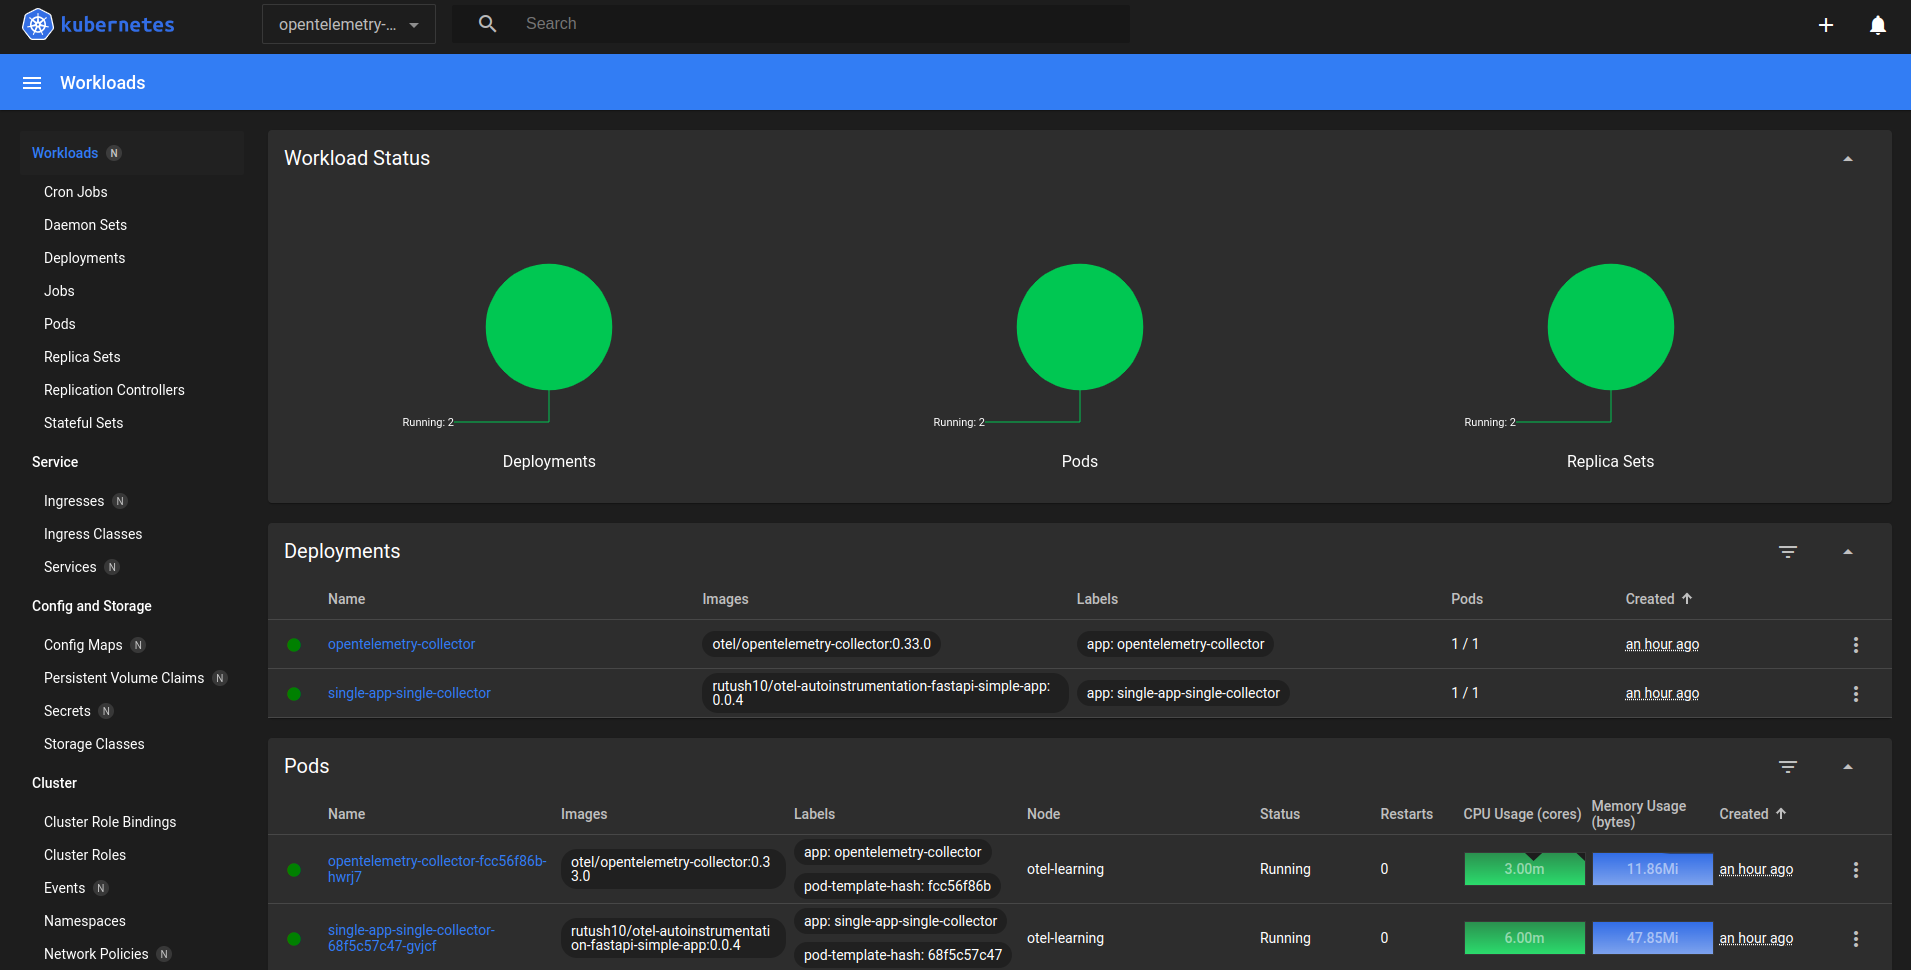 kubernetes
opentelemetry-...
Search
Workloads
Workloads N
Cron Jobs
Daemon Sets
Deployments
Jobs
Pods
Replica Sets
Replication Controllers
Stateful Sets
Service
Ingresses N
Ingress Classes
Services N
Config and Storage
Config Maps N
Persistent Volume Claims N
Secrets N
Storage Classes
Cluster
Cluster Role Bindings
Cluster Roles
Events N
Namespaces
Network Policies N
Workload Status
Running: 2
Deployments
Running: 2
Pods
Running: 2
Replica Sets
Deployments
Name Images Labels Pods Created
opentelemetry-collector otel/opentelemetry-collector:0.33.0 app: opentelemetry-collector 1 / 1 an hour ago
single-app-single-collector rutush10/otel-autoinstrumentation-fastapi-simple-app:
0.0.4 app: single-app-single-collector 1 / 1 an hour ago
Pods
Name Images Labels Node Status Restarts CPU Usage (cores) Memory Usage
(bytes) Created
opentelemetry-collector-fcc56f86b-
hwrj7
otel/opentelemetry-collector:0.3
3.0
app: opentelemetry-collector
pod-template-hash: fcc56f86b
otel-learning Running 0 3.00m 11.86Mi an hour ago
single-app-single-collector-
68f5c57c47-gvjcf
rutush10/otel-autoinstrumentati
on-fastapi-simple-app:0.0.4
app: single-app-single-collector
pod-template-hash: 68f5c57c47
otel-learning Running 0 6.00m 47.85Mi an hour ago